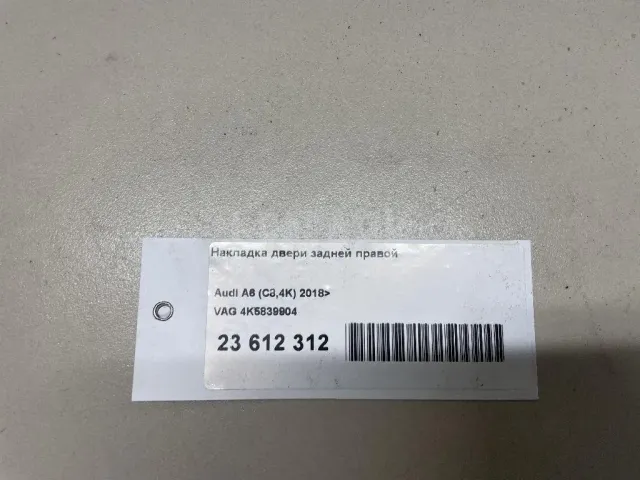 Накладка двери задней правой
Audi A6 (C8,4K) 2018>
VAG 4K5839904
23 612 312